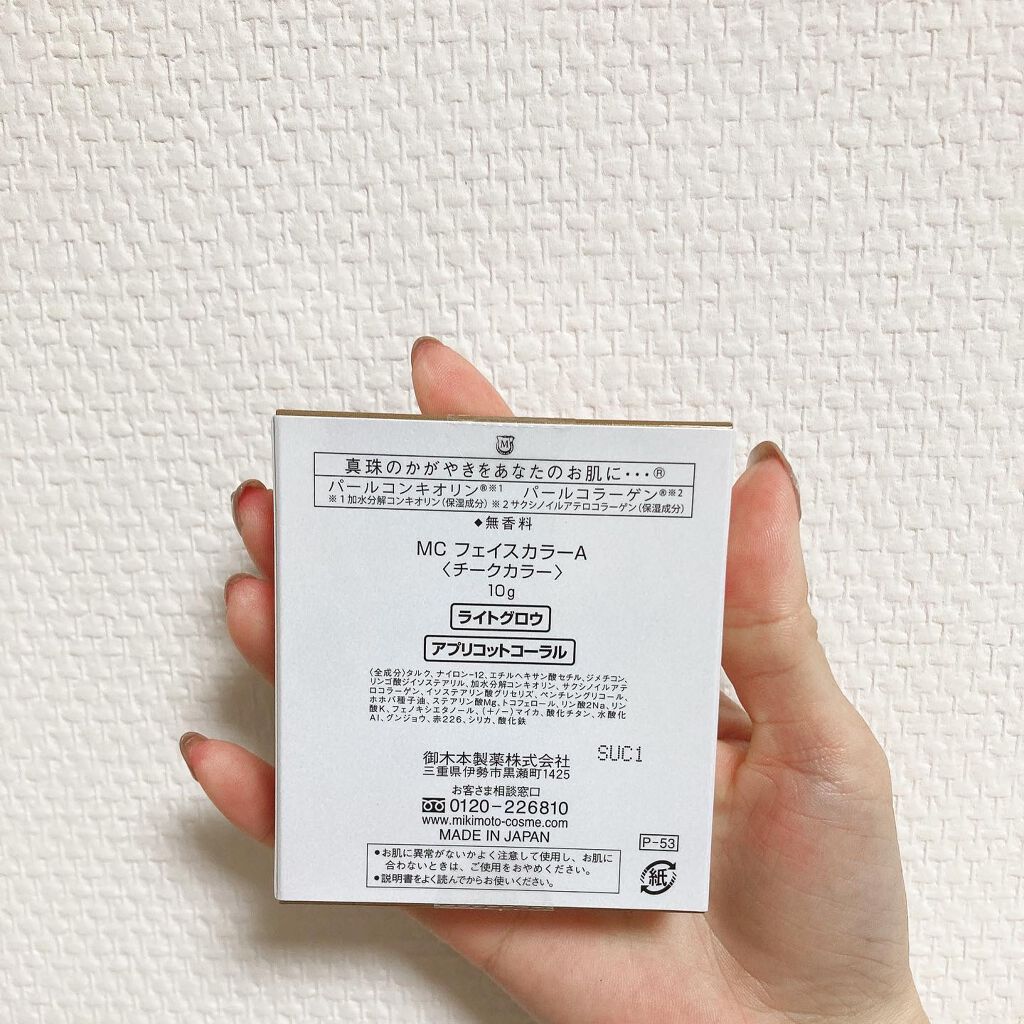 M
真珠のかがやきをあなたのお肌に・・・®
パールコンキオリン®※1 パールコラーゲン®※2
※1加水分解コンキオリン(保湿成分) ※2サクシノイルアテロコラーゲン(保湿成分)
◆無香料
MC フェイスカラーA
〈チークカラー〉
10g
ライトグロウ
アプリコットコーラル
〈全成分〉タルク、ナイロン-12、エチルヘキサン酸セチル、ジメチコン、
リンゴ酸ジイソステアリル、加水分解コンキオリン、サクシノイルアテ
ロコラーゲン、イソステアリン酸グリセリズ、ペンチレングリコール、
ホホバ種子油、ステアリン酸Mg、トコフェロール、リン酸2Na、リン
酸K、フェノキシエタノール、(+/-)マイカ、酸化チタン、水酸化
Al、グンジョウ、赤226、シリカ、酸化鉄
御木本製薬株式会社
三重県伊勢市黒瀬町1425
SUC1
お客さま相談窓口
0120-226810
www.mikimoto-cosme.com
MADE IN JAPAN
P-53
●お肌に異常がないかよく注意して使用し、お肌に
合わないときは、ご使用をおやめください。
●説明書をよく読んでからお使いください。
紙